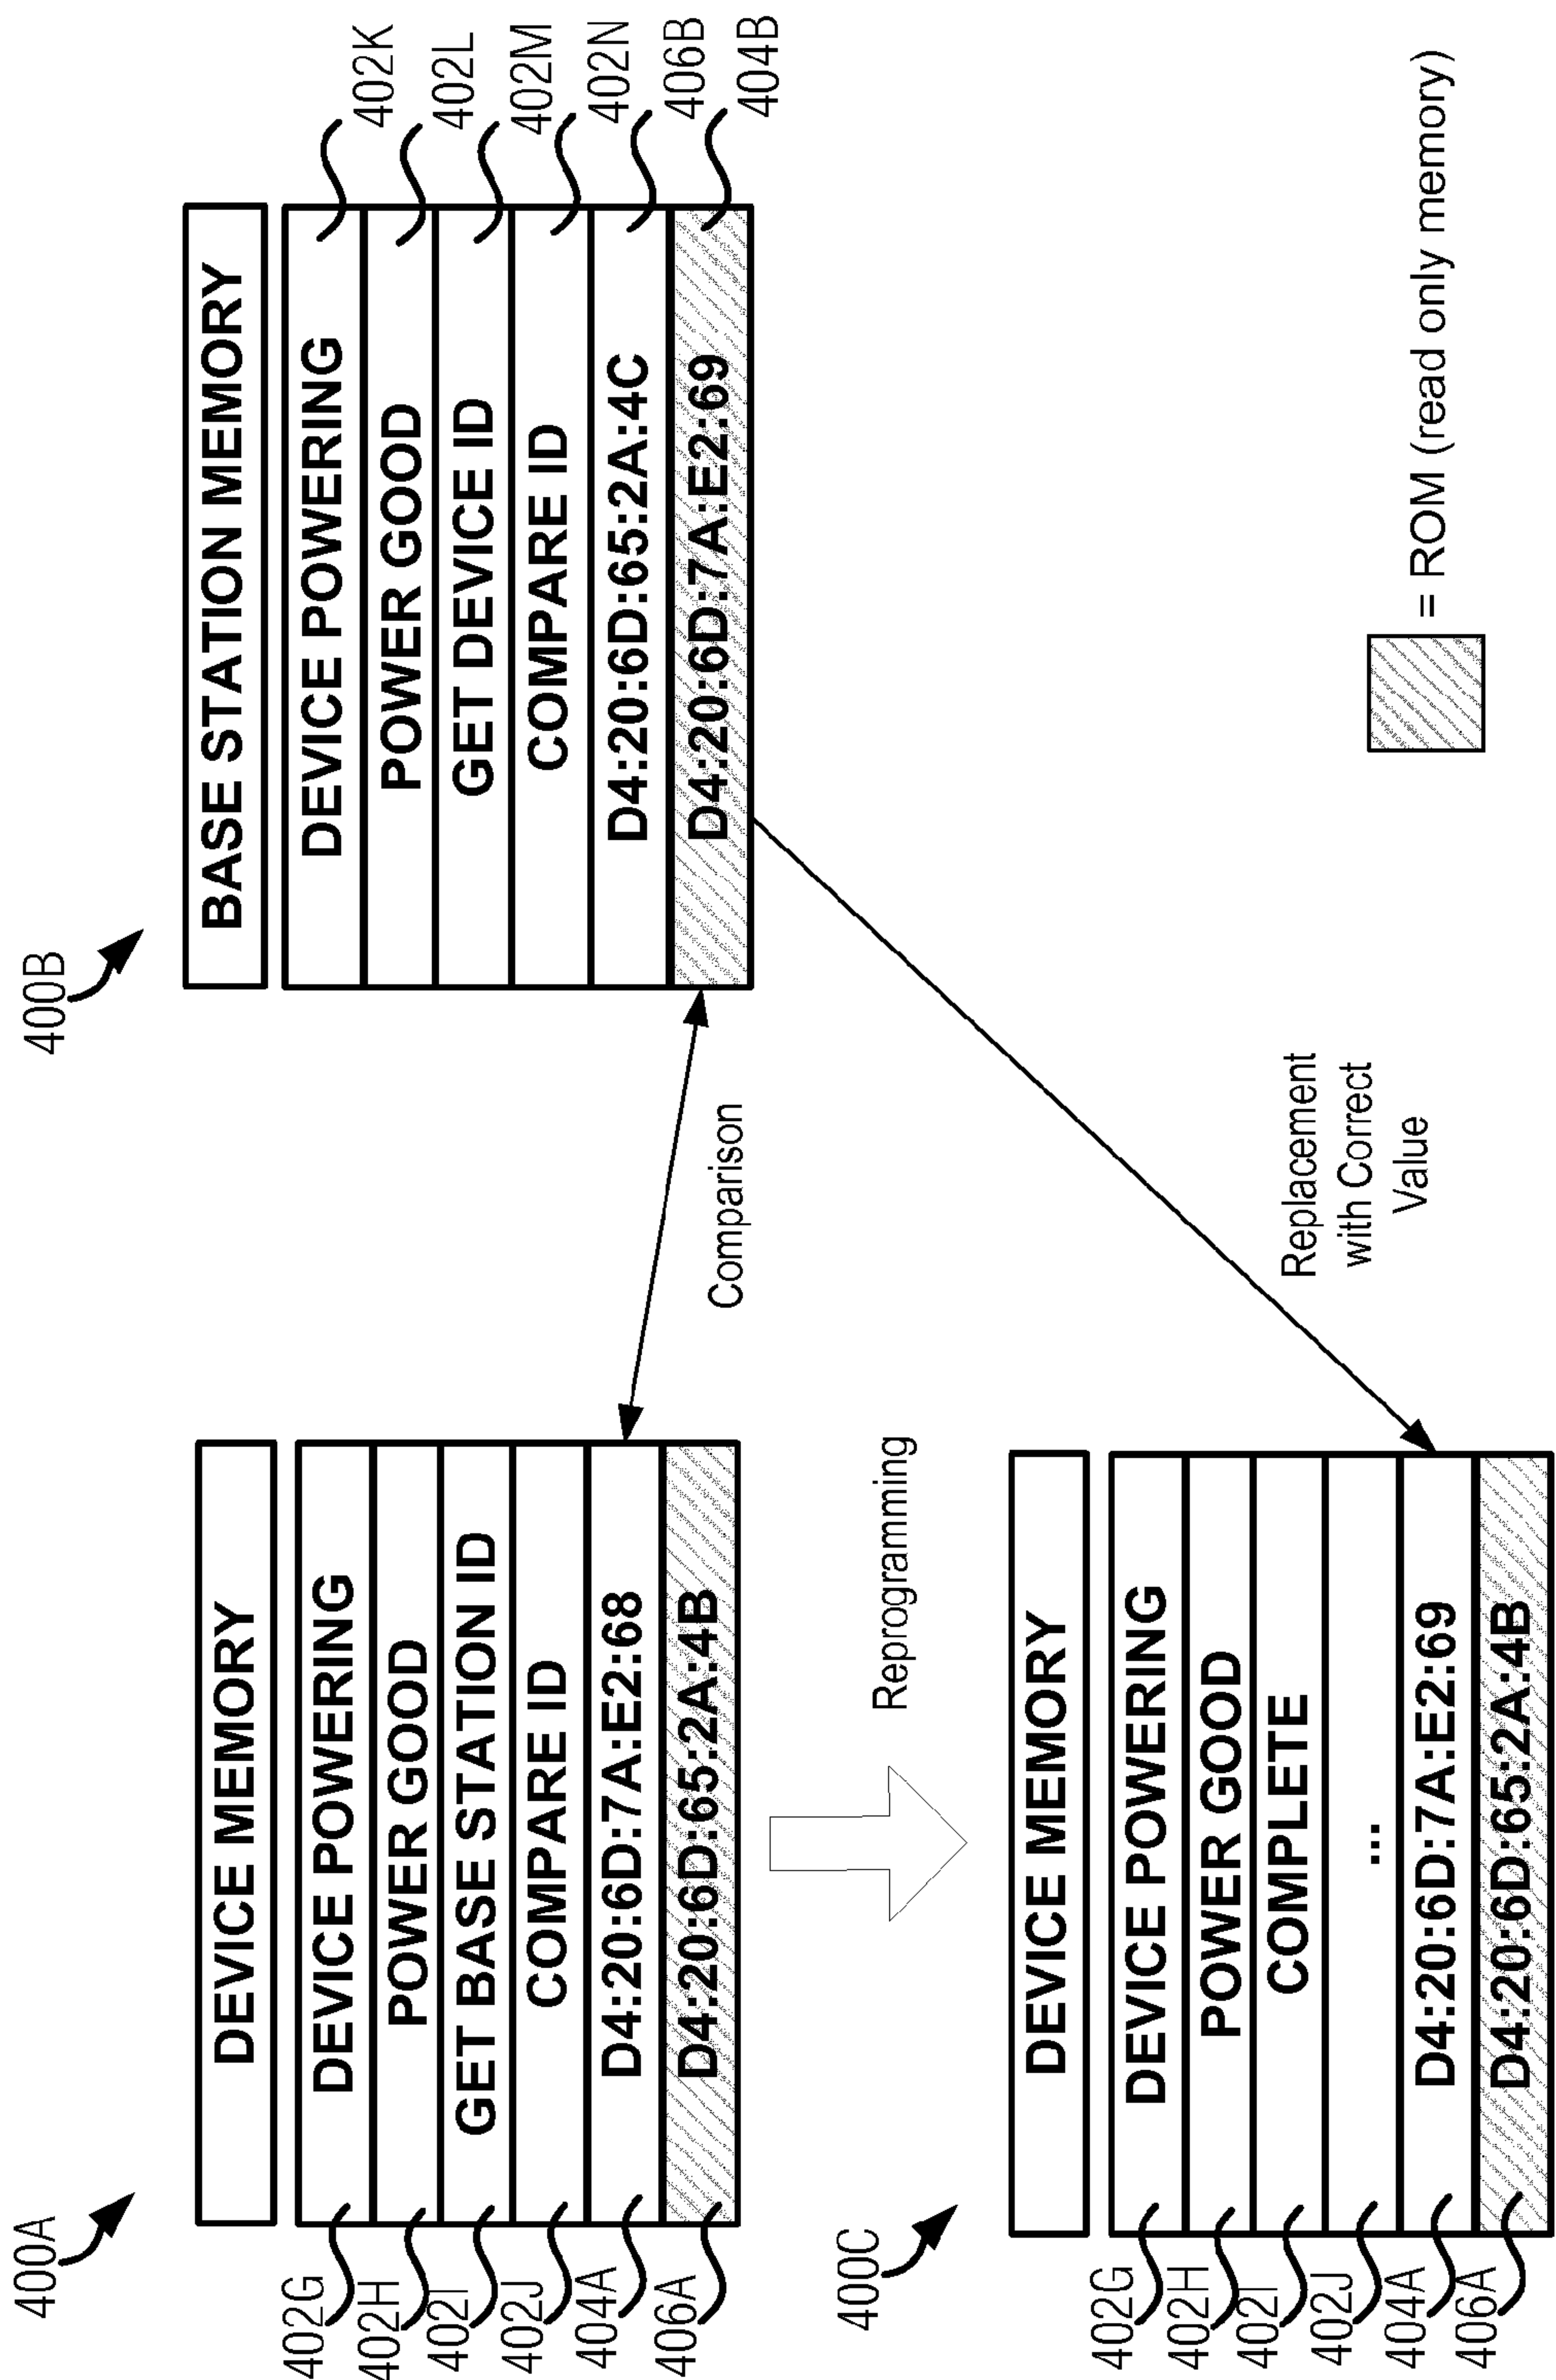 400A
DEVICE MEMORY
402G
DEVICE POWERING
402H
POWER GOOD
402I
GET BASE STATION ID
402J
COMPARE ID
404A
D4:20:6D:7A:E2:68
406A
D4:20:6D:65:2A:4B
Comparison
400B
BASE STATION MEMORY
DEVICE POWERING
402K
POWER GOOD
402L
GET DEVICE ID
402M
COMPARE ID
402N
D4:20:6D:65:2A:4C
406B
D4:20:6D:7A:E2:69
404B
Reprogramming
400C
DEVICE MEMORY
402G
DEVICE POWERING
402H
POWER GOOD
402I
COMPLETE
402J
...
404A
D4:20:6D:7A:E2:69
406A
D4:20:6D:65:2A:4B
Replacement
with Correct
Value
= ROM (read only memory)